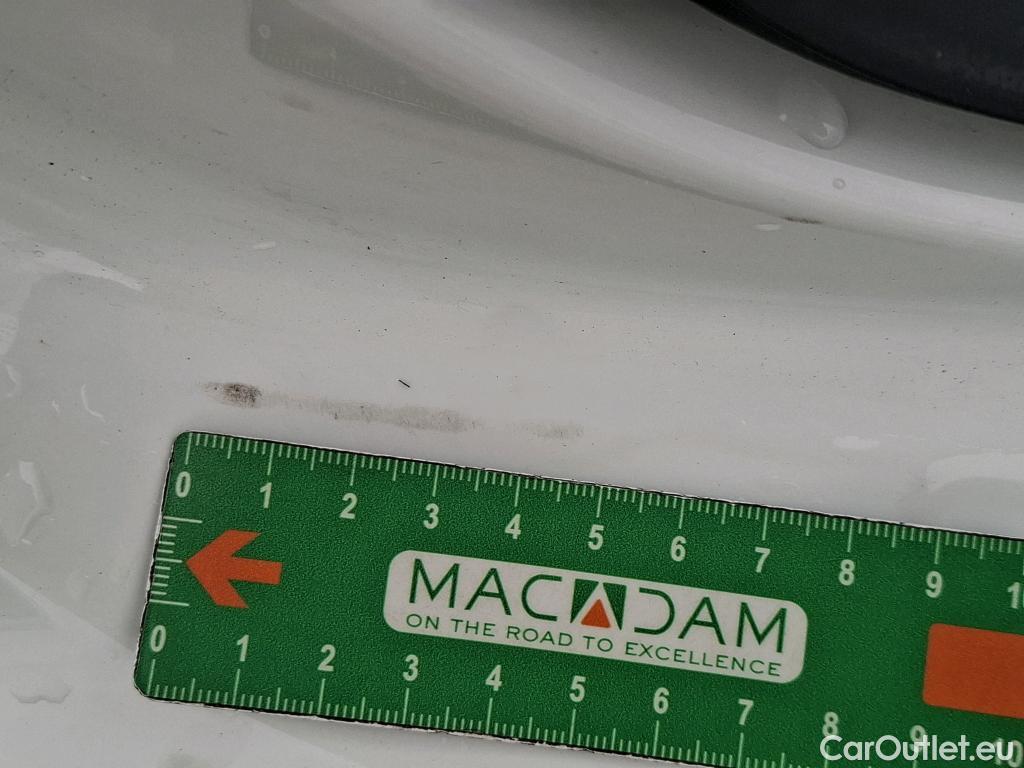 0 1 2 3 4 5 6 7 8 9 1
MACADAM
ON THE ROAD TO EXCELLENCE
0 1 2 3 4 5 6 7 8 9 10
CarOutlet.eu